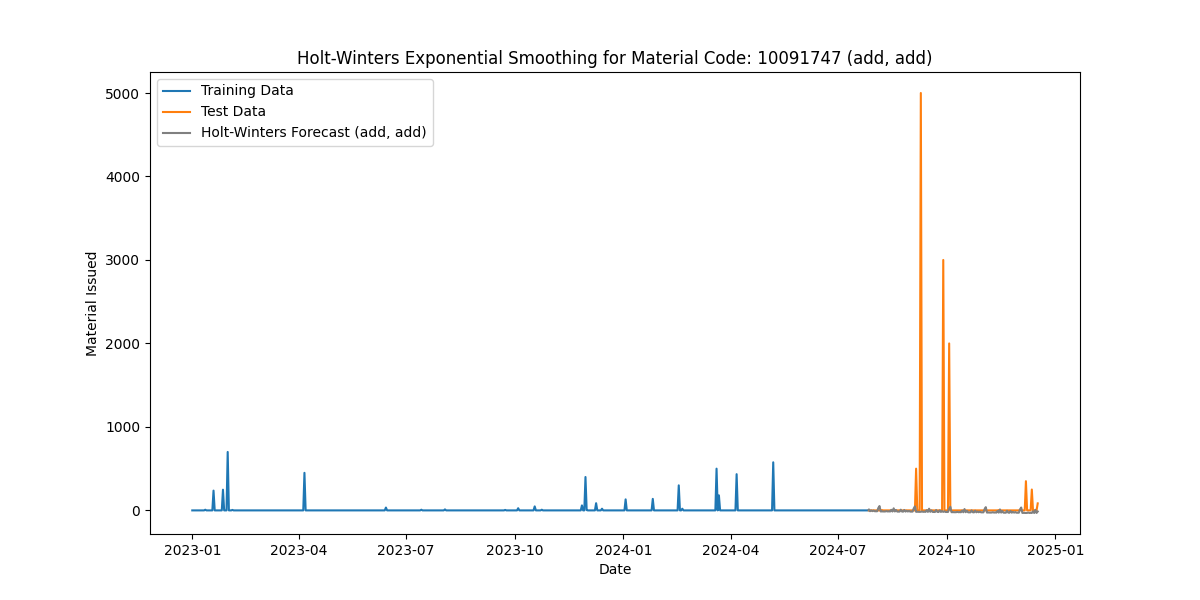 Holt-Winters Exponential Smoothing for Material Code: 10091747 (add, add)
Training Data
Test Data
Holt-Winters Forecast (add, add)
Material Issued
5000
4000
3000
2000
1000
0
2023-01
2023-04
2023-07
2023-10
2024-01
2024-04
2024-07
2024-10
2025-01
Date